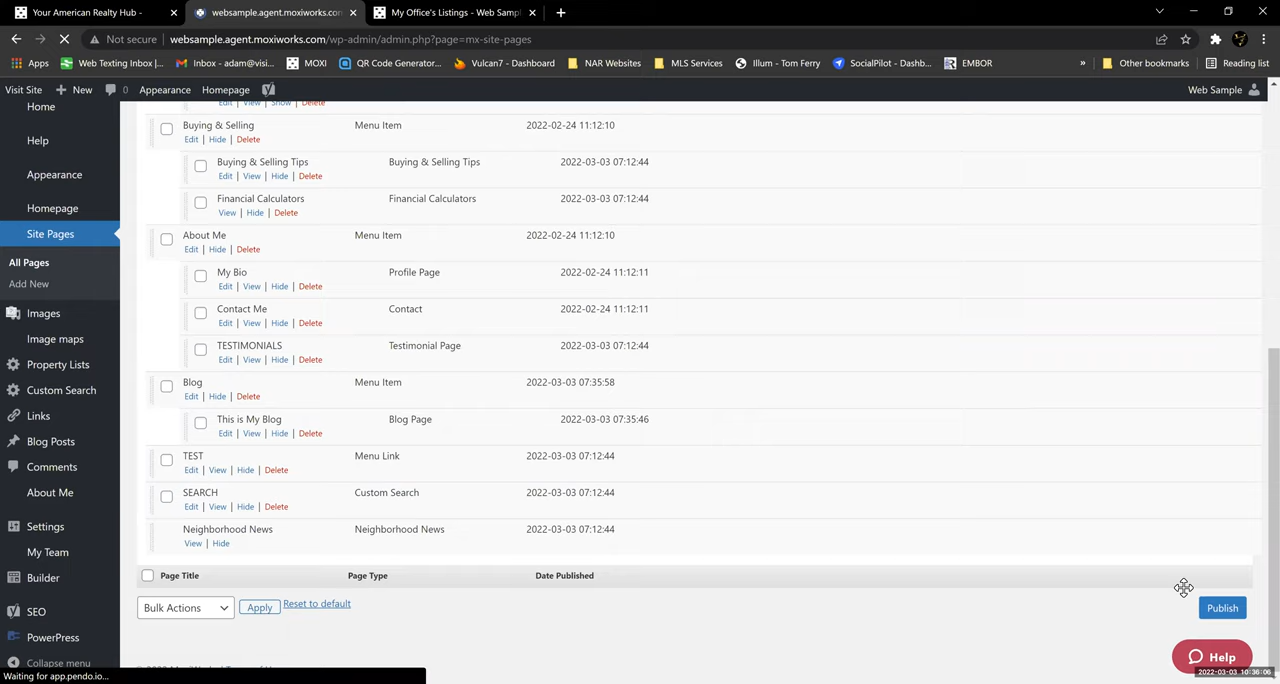 Your American Realty Hub -
websample.agent.moxiworks.com/
My Office's Listings - Web Sampl
Not secure
websample.agent.moxiworks.com/wp-admin/admin.php?page=mx-site-pages
Apps
Web Texting Inbox |...
Inbox - adam@visi...
MOXI
QR Code Generator...
Vulcan7 - Dashboard
NAR Websites
MLS Services
Illum - Tom Ferry
SocialPilot - Dashb...
EMBOR
»
Other bookmarks
Reading list
Visit Site
New
0
Appearance
Homepage
Web Sample
Home
Help
Appearance
Homepage
Site Pages
All Pages
Add New
Images
Image maps
Property Lists
Custom Search
Links
Blog Posts
Comments
About Me
Settings
My Team
Builder
SEO
PowerPress
Collapse menu
Edit | View | Show | Delete
Buying & Selling Menu Item 2022-02-24 11:12:10
Edit | Hide | Delete
Buying & Selling Tips Buying & Selling Tips 2022-03-03 07:12:44
Edit | View | Hide | Delete
Financial Calculators Financial Calculators 2022-03-03 07:12:44
View | Hide | Delete
About Me Menu Item 2022-02-24 11:12:10
Edit | Hide | Delete
My Bio Profile Page 2022-02-24 11:12:11
Edit | View | Hide | Delete
Contact Me Contact 2022-02-24 11:12:11
Edit | View | Hide | Delete
TESTIMONIALS Testimonial Page 2022-03-03 07:12:44
Edit | View | Hide | Delete
Blog Menu Item 2022-03-03 07:35:58
Edit | Hide | Delete
This is My Blog Blog Page 2022-03-03 07:35:46
Edit | View | Hide | Delete
TEST Menu Link 2022-03-03 07:12:44
Edit | View | Hide | Delete
SEARCH Custom Search 2022-03-03 07:12:44
Edit | View | Hide | Delete
Neighborhood News Neighborhood News 2022-03-03 07:12:44
View | Hide
Page Title Page Type Date Published
Bulk Actions
Apply
Reset to default
Publish
Help
2022-03-03 10:36:06
Waiting for app.pendo.io...